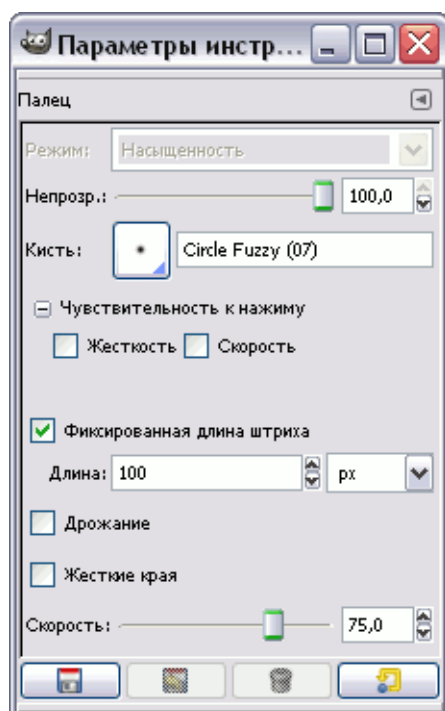 Параметры инстр...
Палец
Режим: Насыщенность
Непрозр.: 100,0
Кисть: Circle Fuzzy (07)
Чувствительность к нажиму
Жесткость Скорость
Фиксированная длина штриха
Длина: 100 px
Дрожание
Жесткие края
Скорость: 75,0